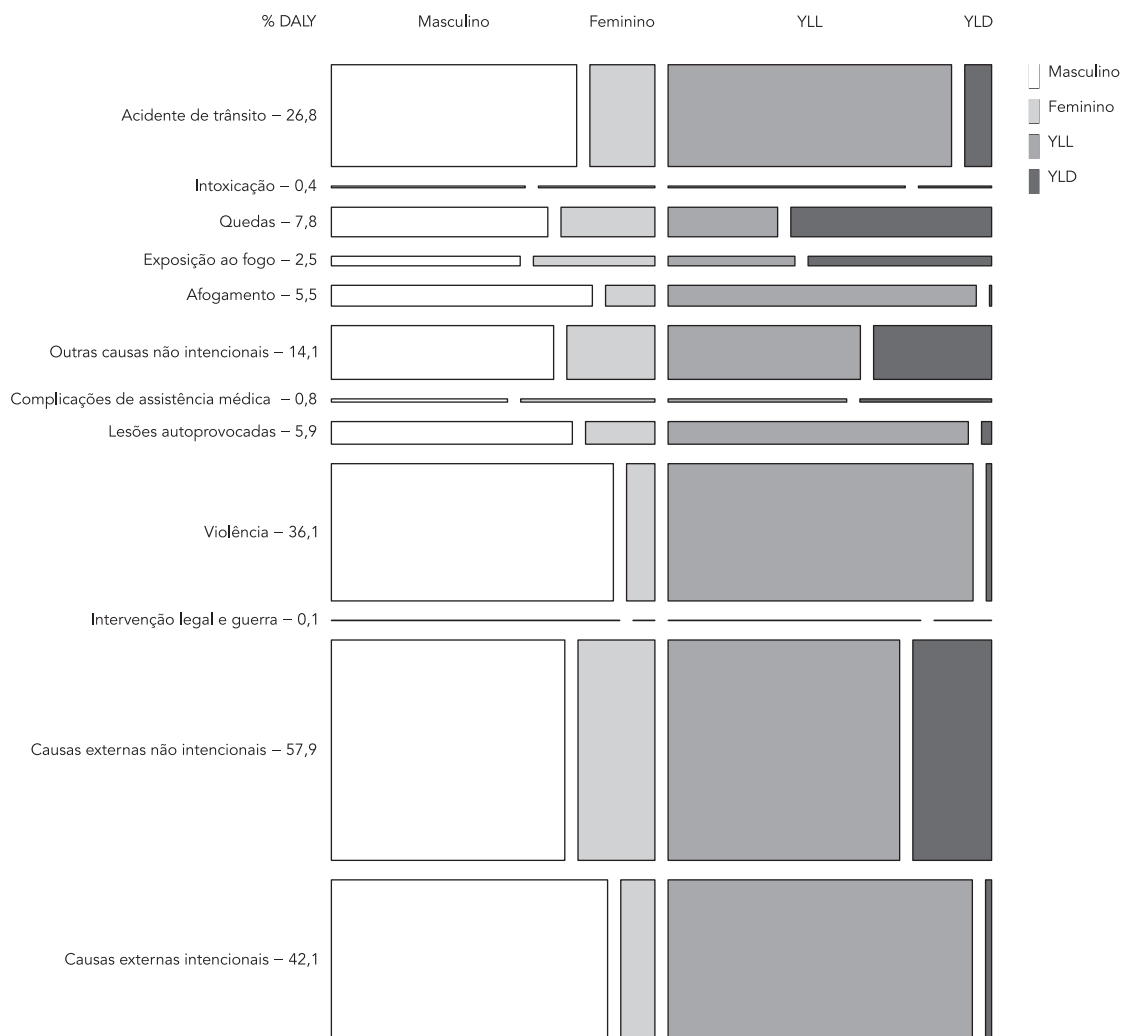 % DALY Masculino Feminino YLL YLD
Masculino
Feminino
YLL
YLD
Acidente de trânsito – 26,8
Intoxicação – 0,4
Quedas – 7,8
Exposição ao fogo – 2,5
Afogamento – 5,5
Outras causas não intencionais – 14,1
Complicações de assistência médica – 0,8
Lesões autoprovocadas – 5,9
Violência – 36,1
Intervenção legal e guerra – 0,1
Causas externas não intencionais – 57,9
Causas externas intencionais – 42,1